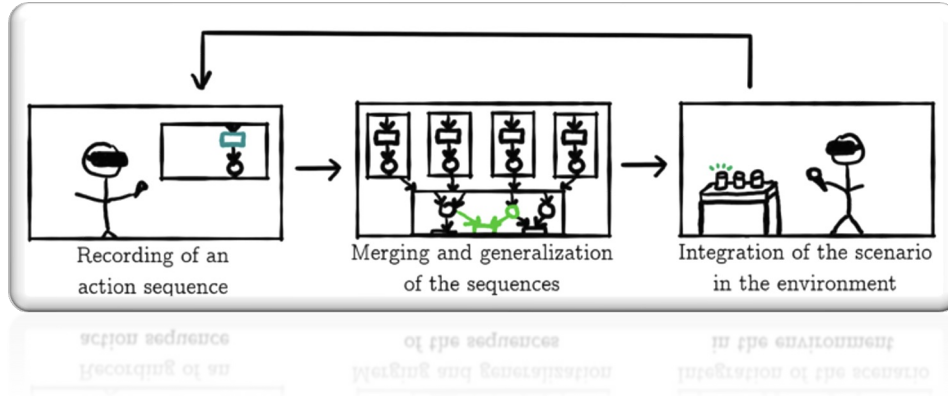 Recording of an
action sequence
Merging and generalization
of the sequences
Integration of the scenario
in the environment